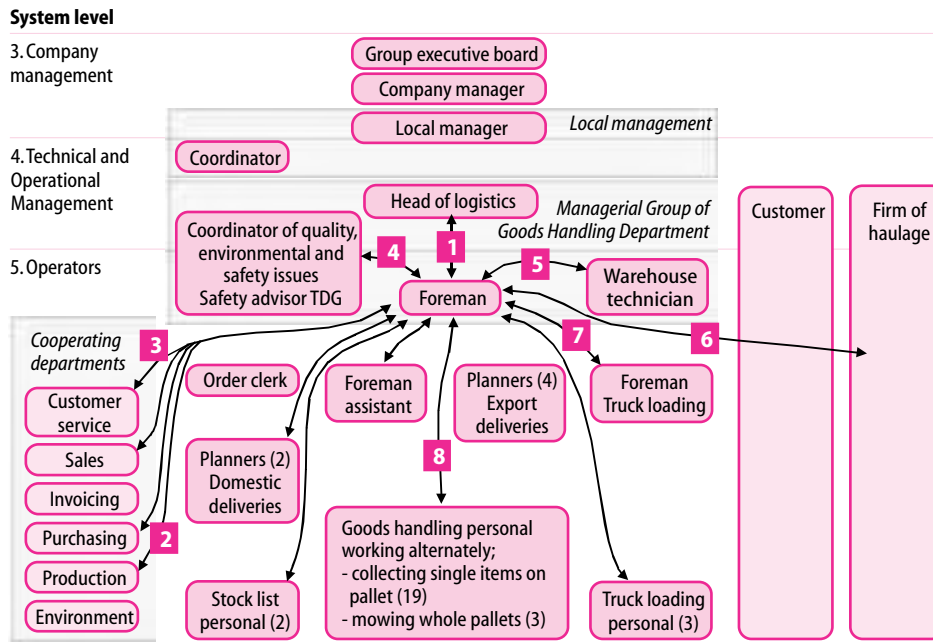 System level
3. Company
management
Group executive board
Company manager
Local manager
Local management
4. Technical and
Operational
Management
Coordinator
Head of logistics
Managerial Group of
Goods Handling Department
Customer
Firm of
haulage
Coordinator of quality,
environmental and
safety issues
Safety advisor TDG
4
1
5
5. Operators
Warehouse
technician
Foreman
Cooperating
departments
3
7
6
Customer
service
Order clerk
Foreman
assistant
Planners (4)
Export
deliveries
Foreman
Truck loading
Sales
Planners (2)
Domestic
deliveries
8
Invoicing
Purchasing
2
Production
Environment
Stock list
personal (2)
Goods handling personal
working alternately;
- collecting single items on
pallet (19)
- mowing whole pallets (3)
Truck loading
personal (3)